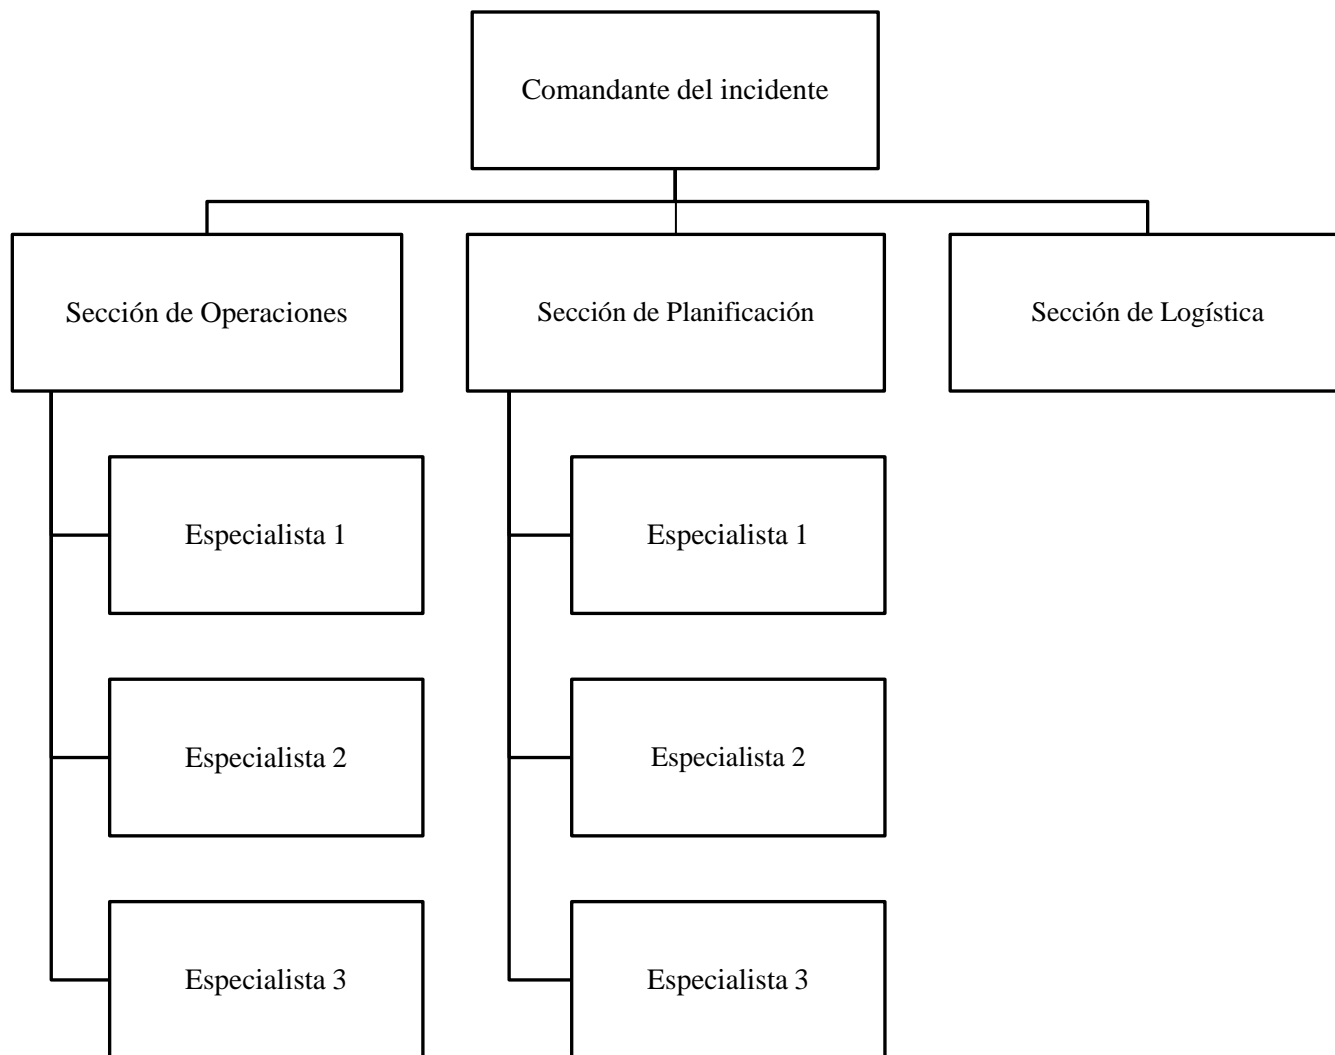 Comandante del incidente
Sección de Operaciones
Sección de Planificación
Sección de Logística
Especialista 1
Especialista 1
Especialista 2
Especialista 2
Especialista 3
Especialista 3